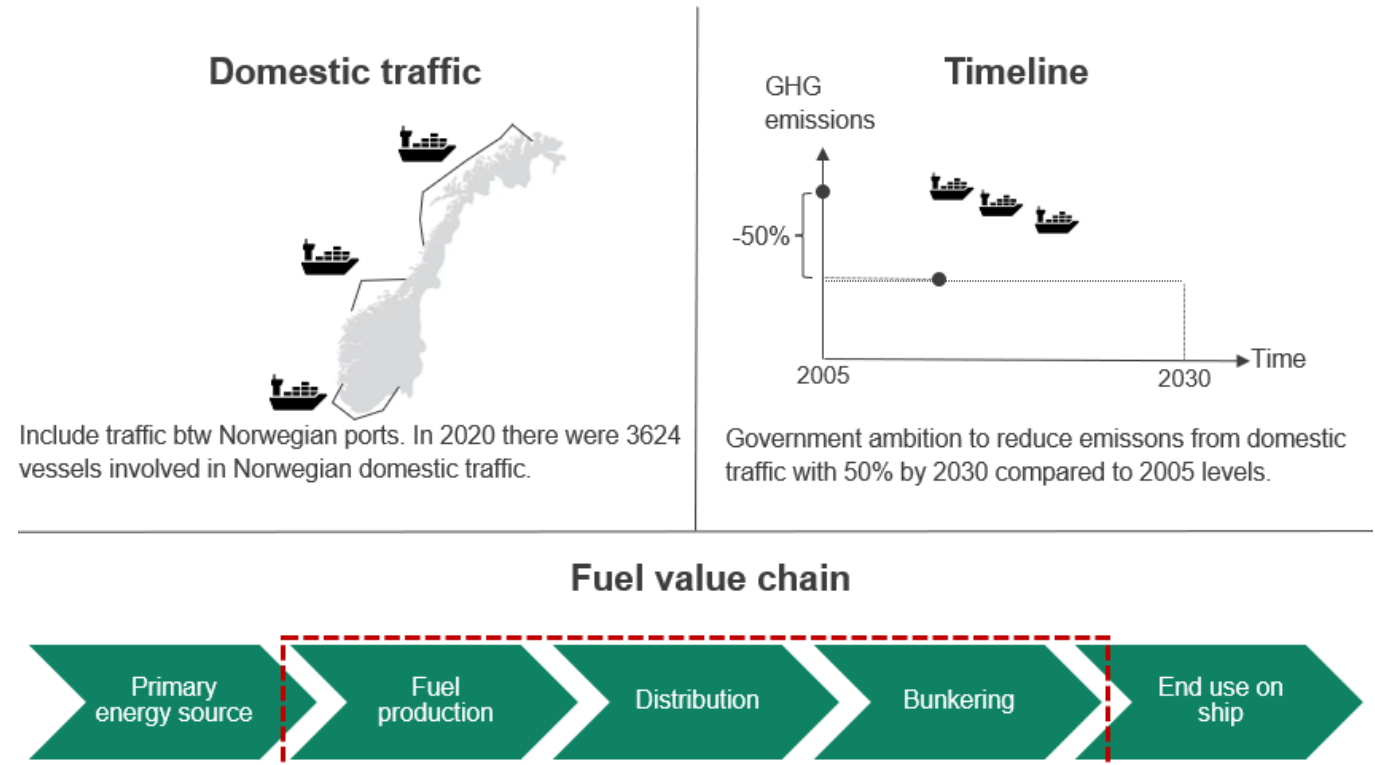 Domestic traffic
Include traffic btw Norwegian ports. In 2020 there were 3624
vessels involved in Norwegian domestic traffic.
Timeline
GHG
emissions
-50%
2005
2030
Time
Government ambition to reduce emissons from domestic
traffic with 50% by 2030 compared to 2005 levels.
Fuel value chain
Primary
energy source
Fuel
production
Distribution
Bunkering
End use on
ship